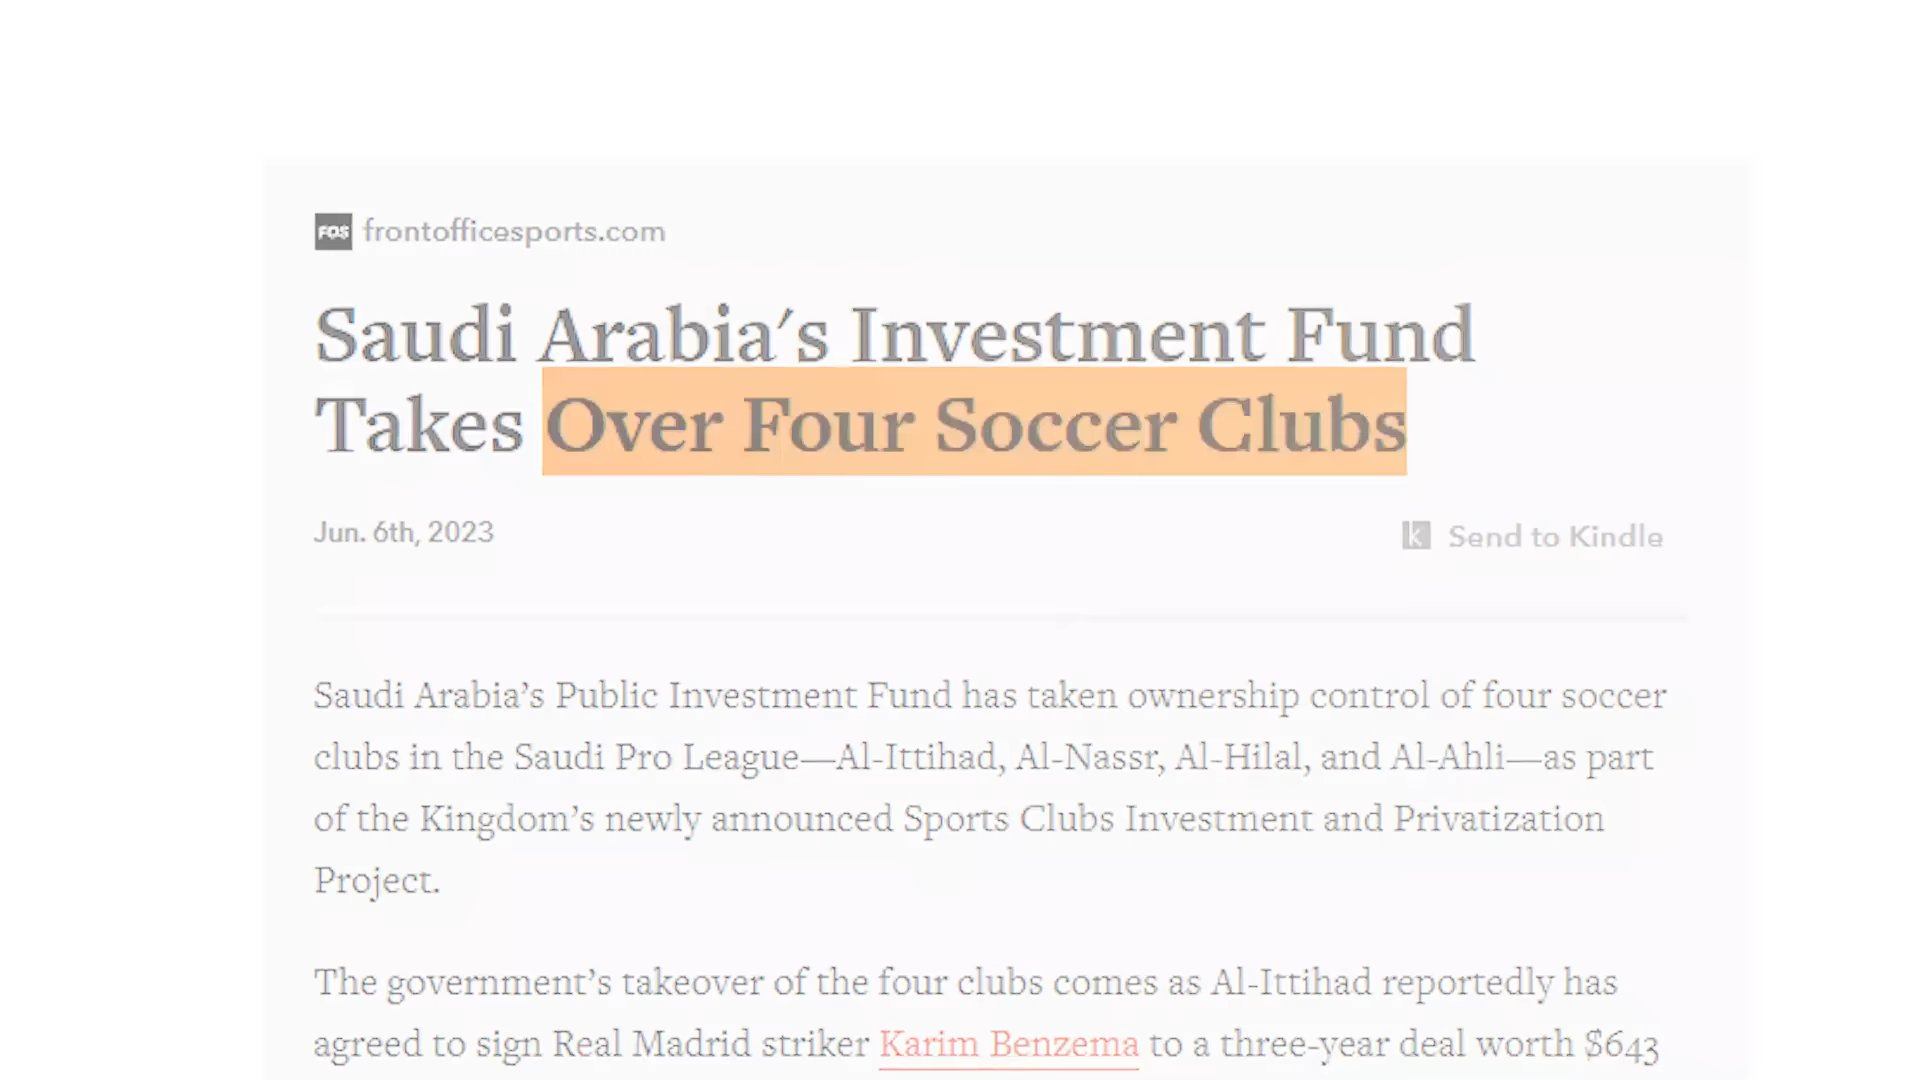 FOS frontofficesports.com
Saudi Arabia's Investment Fund
Takes Over Four Soccer Clubs
Jun. 6th, 2023
k Send to Kindle
Saudi Arabia’s Public Investment Fund has taken ownership control of four soccer
clubs in the Saudi Pro League—Al-Ittihad, Al-Nassr, Al-Hilal, and Al-Ahli—as part
of the Kingdom’s newly announced Sports Clubs Investment and Privatization
Project.
The government’s takeover of the four clubs comes as Al-Ittihad reportedly has
agreed to sign Real Madrid striker Karim Benzema to a three-year deal worth $643